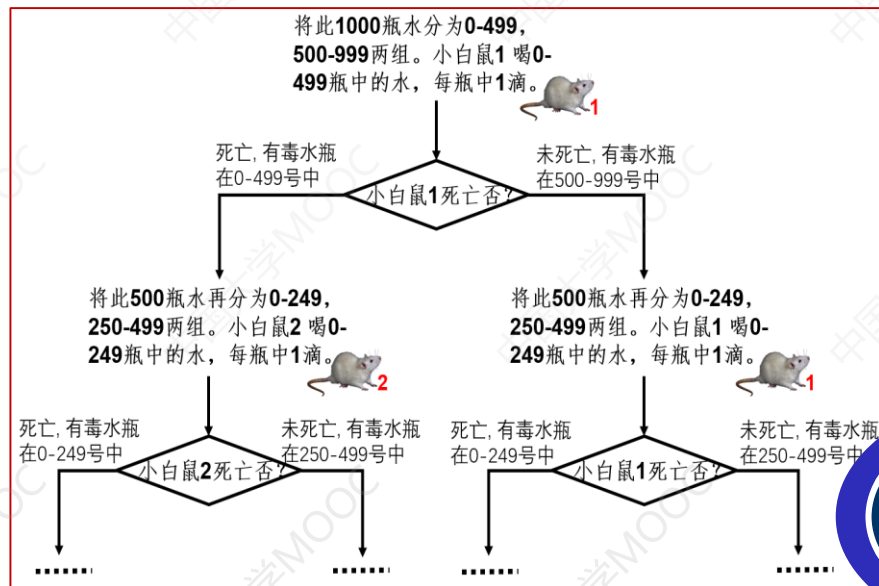 将此1000瓶水分为0-499，
500-999两组。小白鼠1 喝0-
499瓶中的水，每瓶中1滴。
1
死亡, 有毒水瓶
在0-499号中
未死亡, 有毒水瓶
在500-999号中
小白鼠1死亡否?
将此500瓶水再分为0-249，
250-499两组。小白鼠2 喝0-
249瓶中的水，每瓶中1滴。
2
将此500瓶水再分为0-249，
250-499两组。小白鼠1 喝0-
249瓶中的水，每瓶中1滴。
1
死亡, 有毒水瓶
在0-249号中
未死亡, 有毒水瓶
在250-499号中
小白鼠2死亡否?
死亡, 有毒水瓶
在0-249号中
未死亡, 有毒水瓶
在250-499号中
小白鼠1死亡否?
中国大学MOOC